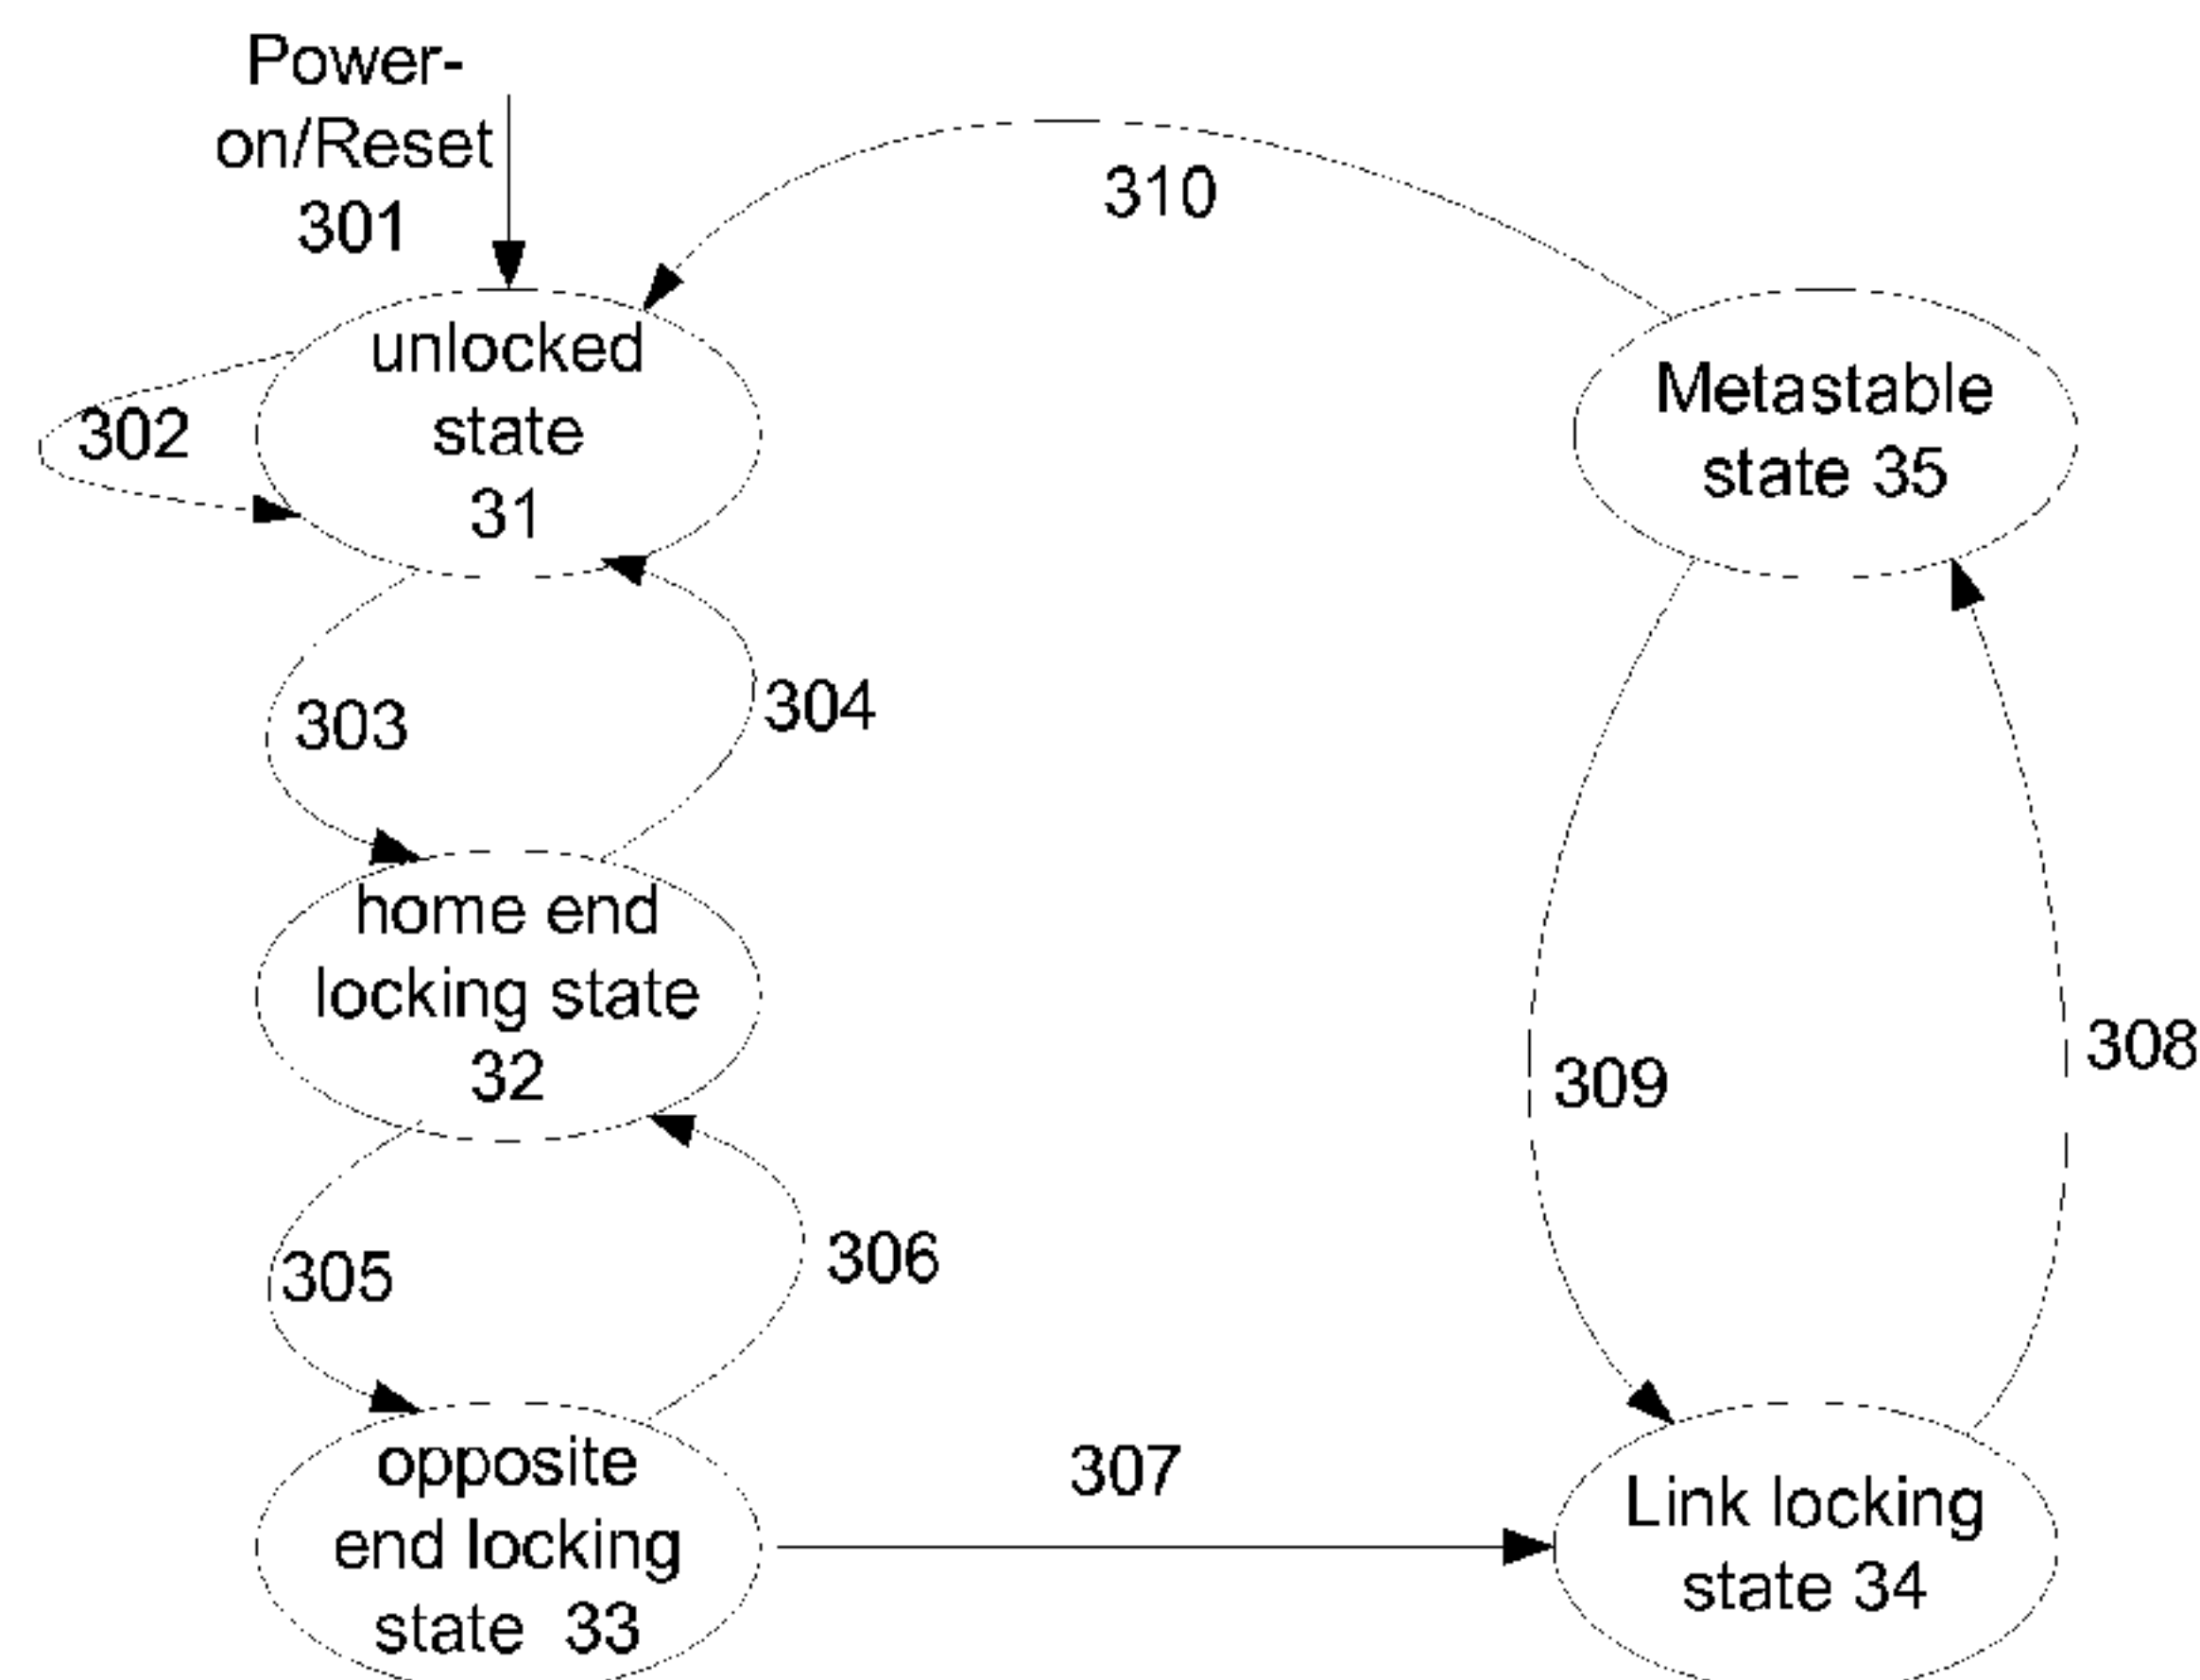 Power-
on/Reset
301
310
unlocked
state
31
302
Metastable
state 35
303
304
home end
locking state
32
309
308
305
306
opposite
end locking
state 33
307
Link locking
state 34